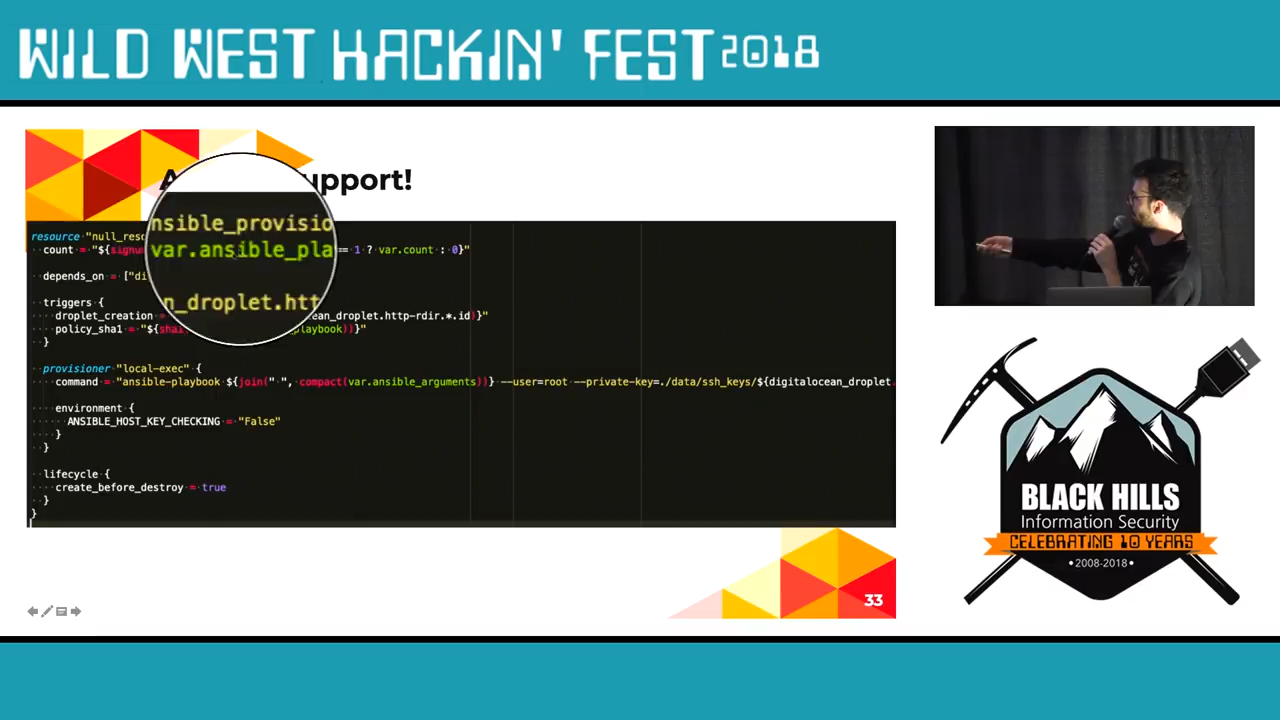 WILD WEST HACKIN' FEST 2018
upport!
nsible_provisio
var.ansible_pla
n_droplet.htt
resource "null_reso
count = "${signum == 1 ? var.count : 0}"
depends_on = ["di
triggers {
droplet_creation = ean_droplet.http-rdir.*.id)}"
policy_sha1 = "${sha1 playbook))}"
}
provisioner "local-exec" {
command = "ansible-playbook ${join(" ", compact(var.ansible_arguments))} --user=root --private-key=./data/ssh_keys/${digitalocean_droplet.
environment {
ANSIBLE_HOST_KEY_CHECKING = "False"
}
}
lifecycle {
create_before_destroy = true
}
}
33
BLACK HILLS
Information Security
CELEBRATING 10 YEARS
•2008-2018•